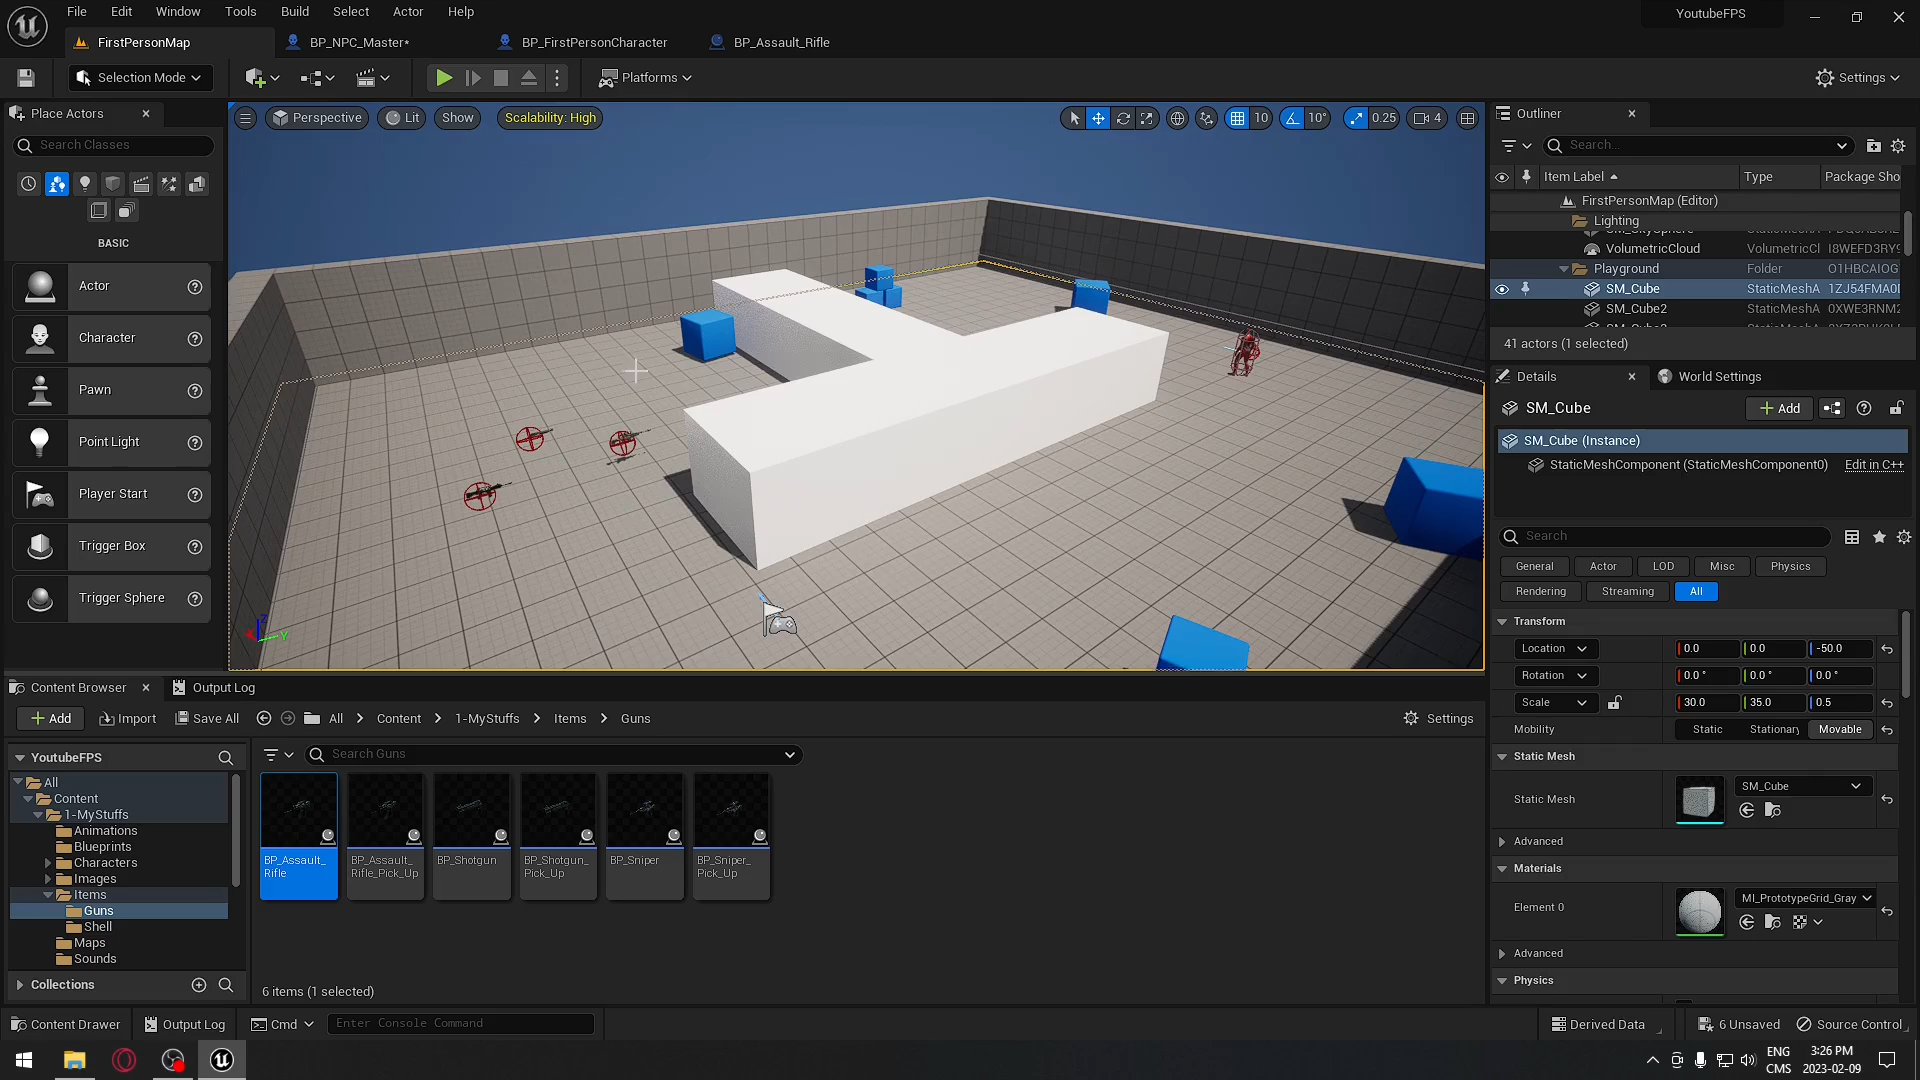 File Edit Window Tools Build Select Actor Help
YoutubeFPS
FirstPersonMap
BP_NPC_Master*
BP_FirstPersonCharacter
BP_Assault_Rifle
Selection Mode
Platforms
Settings
Place Actors
Search Classes
BASIC
Actor
Character
Pawn
Point Light
Player Start
Trigger Box
Trigger Sphere
Perspective
Lit
Show
Scalability: High
10
10°
0.25
4
Z
Y
Outliner
Search...
Item Label Type Package Sho
FirstPersonMap (Editor)
Lighting
VolumetricCloud VolumetricCl I8WEFD3RY9
Playground Folder O1HBCAIOG
SM_Cube StaticMeshA
SM_Cube2 StaticMeshA
41 actors (1 selected)
Details
World Settings
SM_Cube
Add
SM_Cube (Instance)
StaticMeshComponent (StaticMeshComponent0) Edit in C++
Search
General Actor LOD Misc Physics
Rendering Streaming All
Transform
Location 0.0 0.0 -50.0
Rotation 0.0° 0.0° 0.0°
Scale 30.0 35.0 0.5
Mobility Static Stationary Movable
Static Mesh
Static Mesh SM_Cube
Advanced
Materials
Element 0 MI_PrototypeGrid_Gray
Advanced
Physics
Content Browser
Output Log
Add Import Save All All Content 1-MyStuffs Items Guns Settings
YoutubeFPS
Search Guns
All
Content
1-MyStuffs
Animations
Blueprints
Characters
Images
Items
Guns
Shell
Maps
Sounds
Collections
BP_Assault_
Rifle
BP_Assault_
Rifle_Pick_Up
BP_Shotgun
BP_Shotgun_
Pick_Up
BP_Sniper
BP_Sniper_
Pick_Up
6 items (1 selected)
Content Drawer Output Log Cmd Enter Console Command Derived Data 6 Unsaved Source Control
ENG
CMS
3:26 PM
2023-02-09